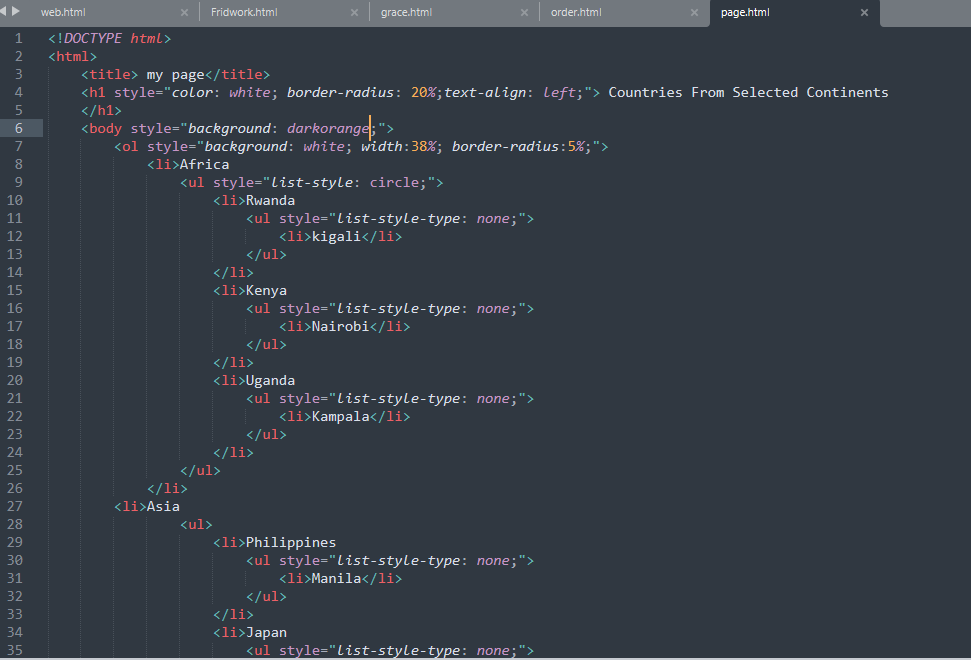 web.html × Fridwork.html × grace.html × order.html × page.html ×
1 <!DOCTYPE html>
2 <html>
3 <title> my page</title>
4 <h1 style="color: white; border-radius: 20%;text-align: left;"> Countries From Selected Continents
5 </h1>
6 <body style="background: darkorange;">
7 <ol style="background: white; width:38%; border-radius:5%;">
8 <li>Africa
9 <ul style="list-style: circle;">
10 <li>Rwanda
11 <ul style="list-style-type: none;">
12 <li>kigali</li>
13 </ul>
14 </li>
15 <li>Kenya
16 <ul style="list-style-type: none;">
17 <li>Nairobi</li>
18 </ul>
19 </li>
20 <li>Uganda
21 <ul style="list-style-type: none;">
22 <li>Kampala</li>
23 </ul>
24 </li>
25 </ul>
26 </li>
27 <li>Asia
28 <ul>
29 <li>Philippines
30 <ul style="list-style-type: none;">
31 <li>Manila</li>
32 </ul>
33 </li>
34 <li>Japan
35 <ul style="list-style-type: none;">